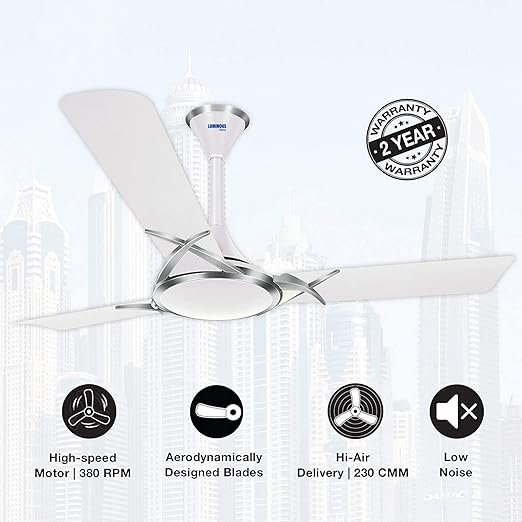 LUMINOUS
WARRANTY
2 YEAR
WARRANTY
High-speed
Motor | 380 RPM
Aerodynamically
Designed Blades
Hi-Air
Delivery | 230 CMM
Low
Noise